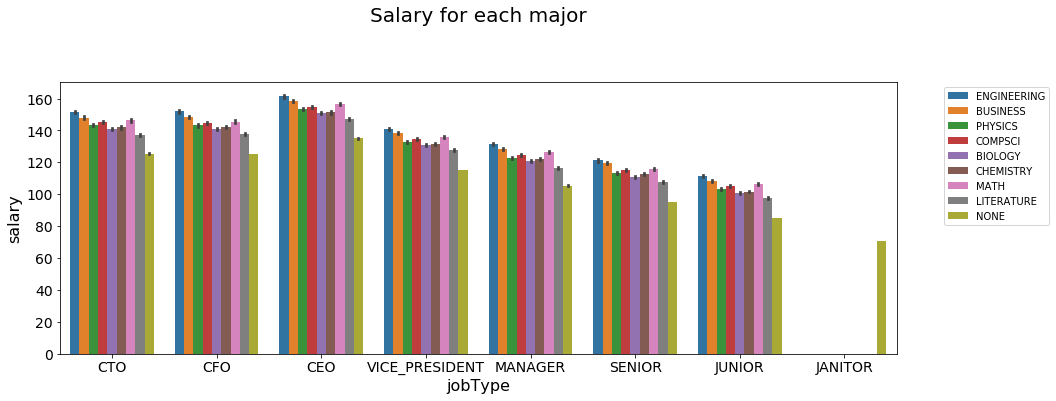 Salary for each major
salary
160
140
120
100
80
60
40
20
0
CTO CFO CEO VICE_PRESIDENT MANAGER SENIOR JUNIOR JANITOR
jobType
ENGINEERING
BUSINESS
PHYSICS
COMPSCI
BIOLOGY
CHEMISTRY
MATH
LITERATURE
NONE